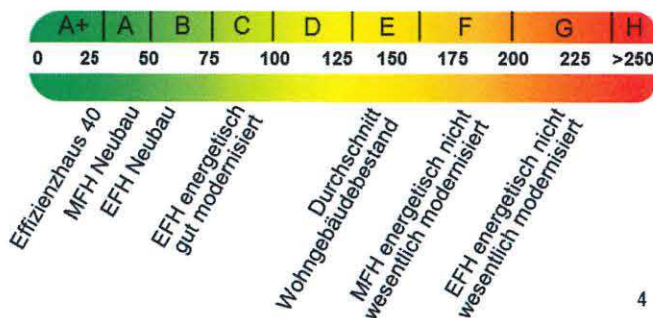 A+ A B C D E F G H
0 25 50 75 100 125 150 175 200 225 >250
Effizienzhaus 40
MFH Neubau
EFH Neubau
EFH energetisch
gut modernisiert
Durchschnitt
Wohngebäudebestand
MFH energetisch nicht
wesentlich modernisiert
EFH energetisch nicht
wesentlich modernisiert
4